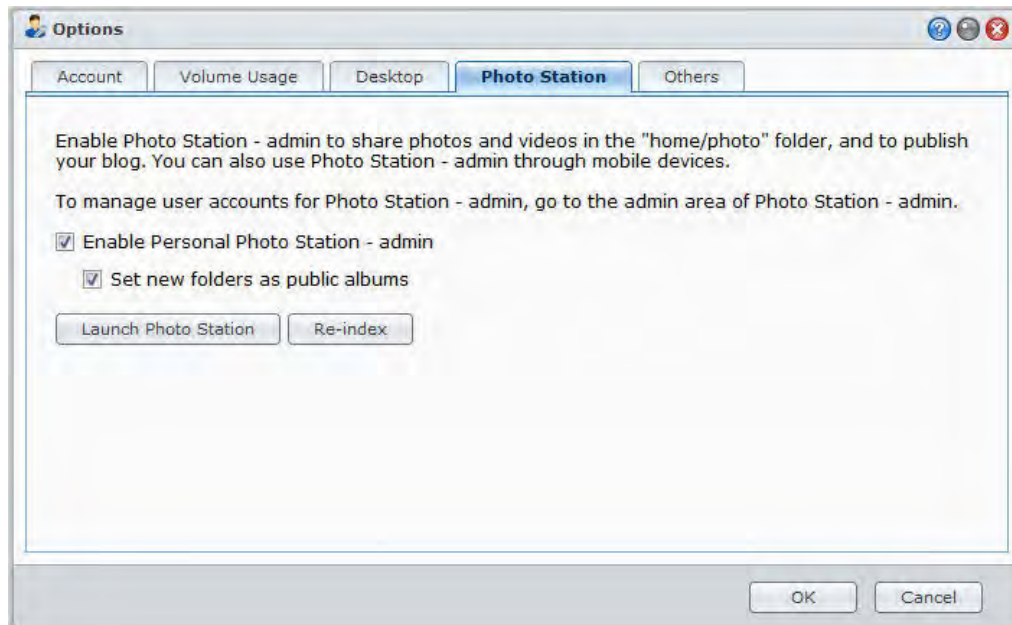 Options
Account Volume Usage Desktop Photo Station Others
Enable Photo Station - admin to share photos and videos in the "home/photo" folder, and to publish
your blog. You can also use Photo Station - admin through mobile devices.
To manage user accounts for Photo Station - admin, go to the admin area of Photo Station - admin.
Enable Personal Photo Station - admin
Set new folders as public albums
Launch Photo Station Re-index
OK Cancel